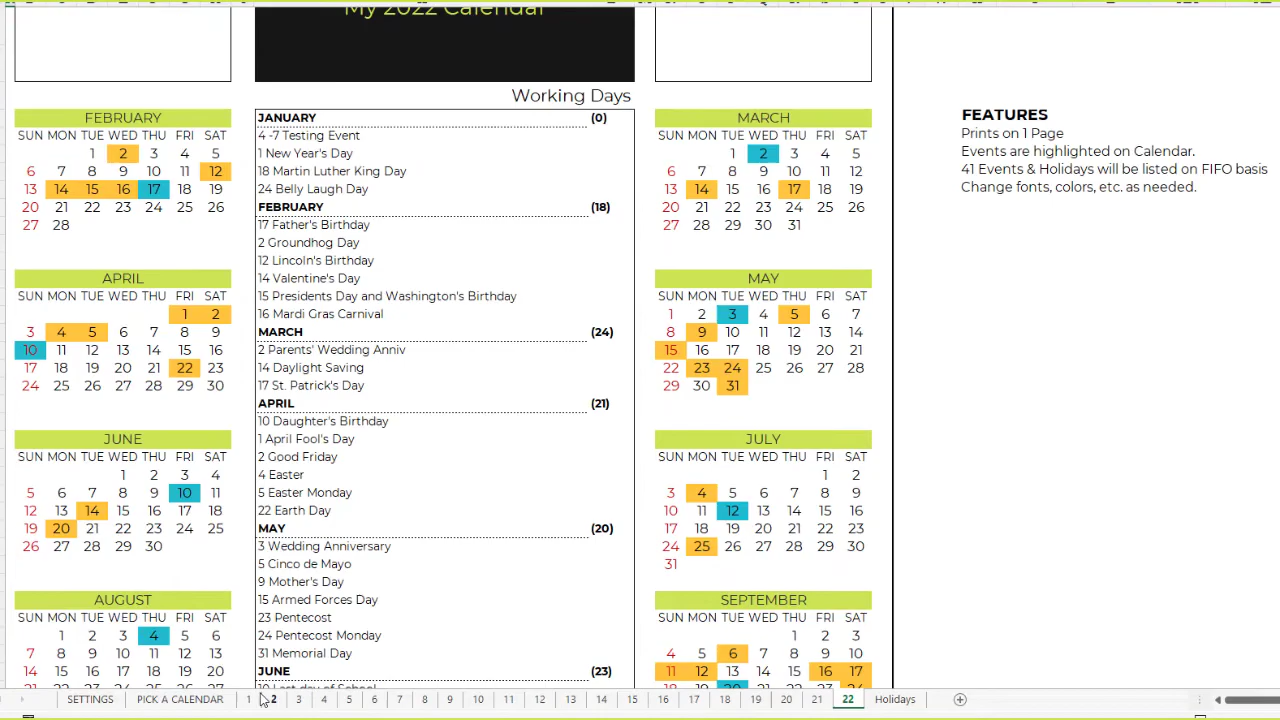 My 2022 Calendar
Working Days
FEBRUARY
SUN MON TUE WED THU FRI SAT
1 2 3 4 5
6 7 8 9 10 11 12
13 14 15 16 17 18 19
20 21 22 23 24 25 26
27 28
APRIL
SUN MON TUE WED THU FRI SAT
1 2
3 4 5 6 7 8 9
10 11 12 13 14 15 16
17 18 19 20 21 22 23
24 25 26 27 28 29 30
JUNE
SUN MON TUE WED THU FRI SAT
1 2 3 4
5 6 7 8 9 10 11
12 13 14 15 16 17 18
19 20 21 22 23 24 25
26 27 28 29 30
AUGUST
SUN MON TUE WED THU FRI SAT
1 2 3 4 5 6
7 8 9 10 11 12 13
14 15 16 17 18 19 20
JANUARY (0)
4 -7 Testing Event
1 New Year's Day
18 Martin Luther King Day
24 Belly Laugh Day
FEBRUARY (18)
17 Father's Birthday
2 Groundhog Day
12 Lincoln's Birthday
14 Valentine's Day
15 Presidents Day and Washington's Birthday
16 Mardi Gras Carnival
MARCH (24)
2 Parents' Wedding Anniv
14 Daylight Saving
17 St. Patrick's Day
APRIL (21)
10 Daughter's Birthday
1 April Fool's Day
2 Good Friday
4 Easter
5 Easter Monday
22 Earth Day
MAY (20)
3 Wedding Anniversary
5 Cinco de Mayo
9 Mother's Day
15 Armed Forces Day
23 Pentecost
24 Pentecost Monday
31 Memorial Day
JUNE (23)
10 Last day of School
MARCH
SUN MON TUE WED THU FRI SAT
1 2 3 4 5
6 7 8 9 10 11 12
13 14 15 16 17 18 19
20 21 22 23 24 25 26
27 28 29 30 31
MAY
SUN MON TUE WED THU FRI SAT
1 2 3 4 5 6 7
8 9 10 11 12 13 14
15 16 17 18 19 20 21
22 23 24 25 26 27 28
29 30 31
JULY
SUN MON TUE WED THU FRI SAT
1 2
3 4 5 6 7 8 9
10 11 12 13 14 15 16
17 18 19 20 21 22 23
24 25 26 27 28 29 30
31
SEPTEMBER
SUN MON TUE WED THU FRI SAT
1 2 3
4 5 6 7 8 9 10
11 12 13 14 15 16 17
FEATURES
Prints on 1 Page
Events are highlighted on Calendar.
41 Events & Holidays will be listed on FIFO basis
Change fonts, colors, etc. as needed.
SETTINGS PICK A CALENDAR 1 2 3 4 5 6 7 8 9 10 11 12 13 14 15 16 17 18 19 20 21 22 Holidays